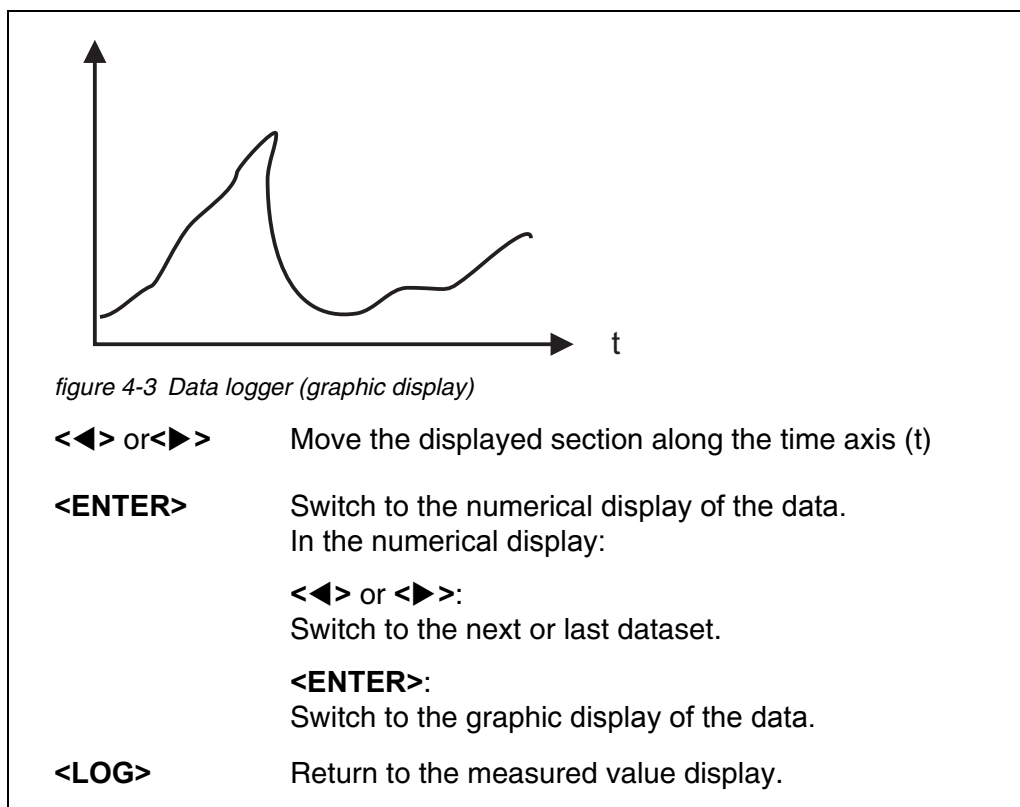 t
figure 4-3 Data logger (graphic display)
<◀> or<▶> Move the displayed section along the time axis (t)
<ENTER> Switch to the numerical display of the data.
In the numerical display:
<◀> or <▶>:
Switch to the next or last dataset.
<ENTER>:
Switch to the graphic display of the data.
<LOG> Return to the measured value display.